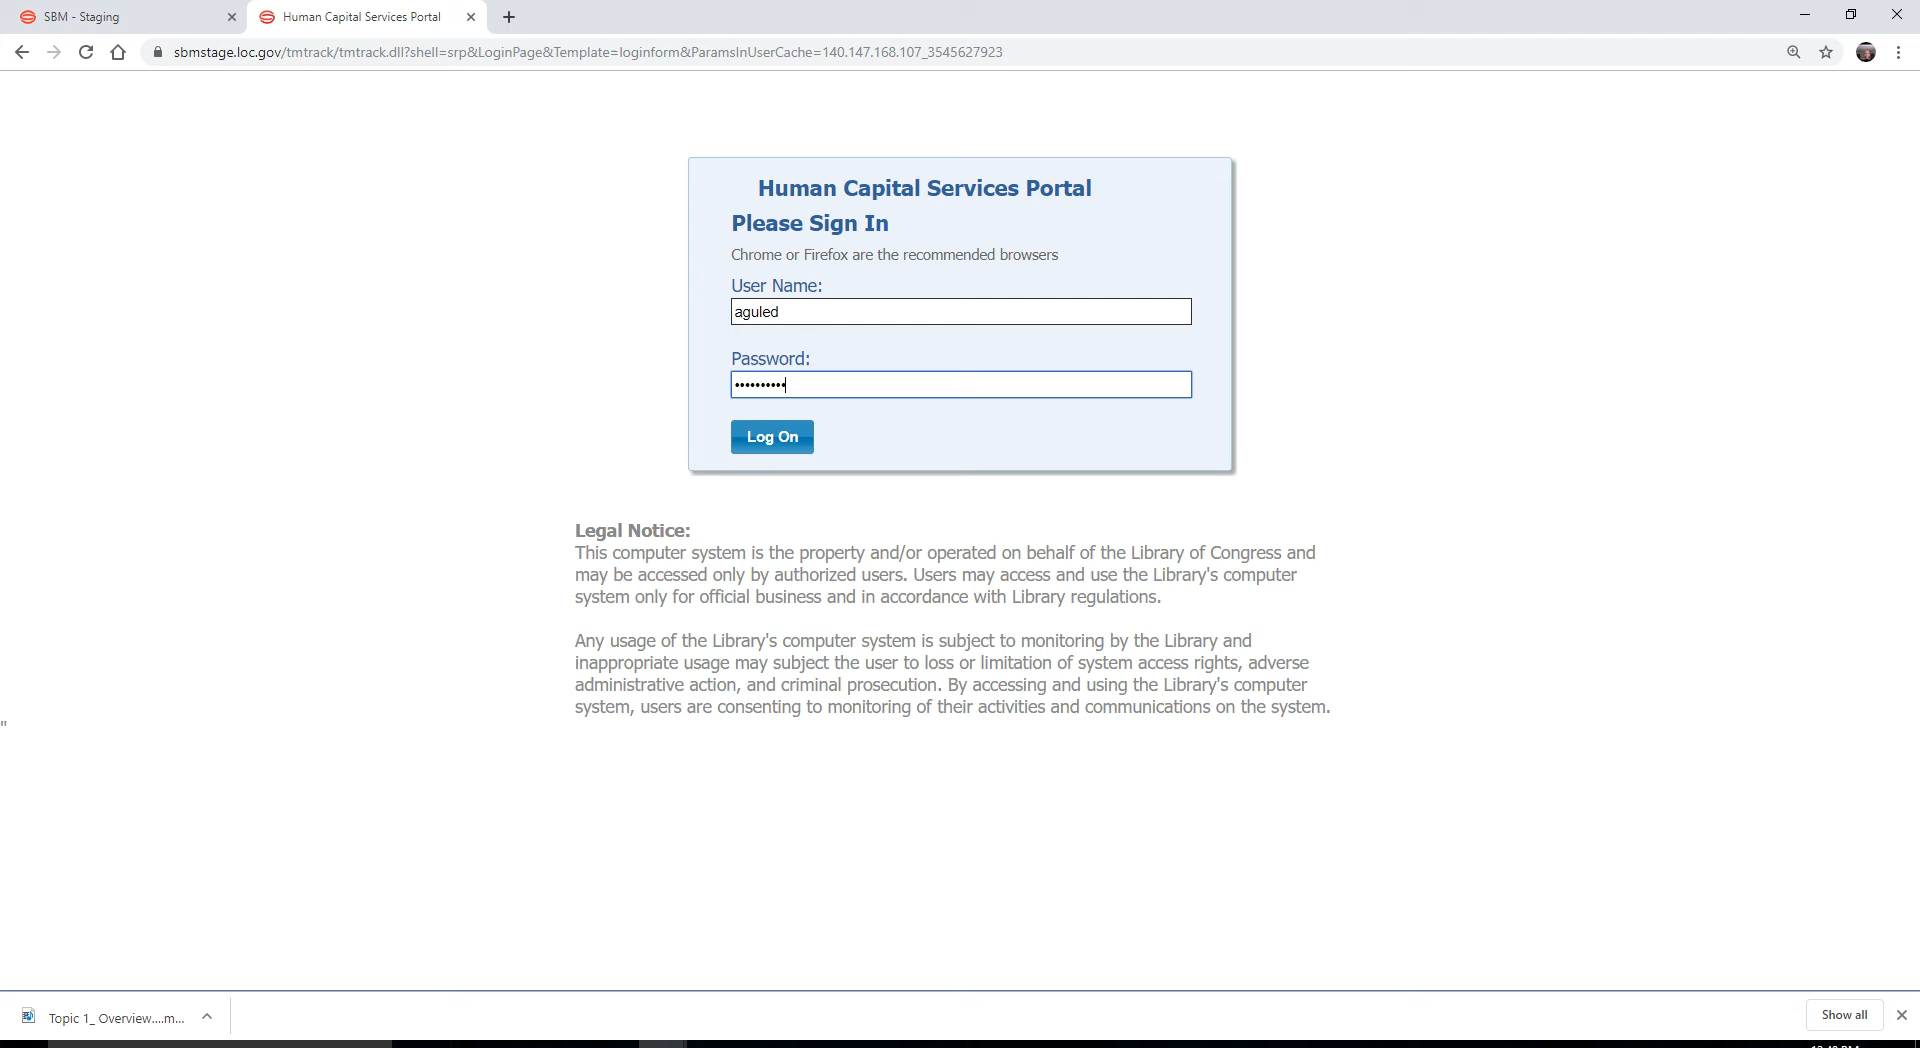 SBM - Staging
Human Capital Services Portal
sbmstage.loc.gov/tmtrack/tmtrack.dll?shell=srp&LoginPage&Template=loginform&ParamsInUserCache=140.147.168.107_3545627923
Human Capital Services Portal
Please Sign In
Chrome or Firefox are the recommended browsers
User Name:
aguled
Password:
••••••••••
Log On
Legal Notice:
This computer system is the property and/or operated on behalf of the Library of Congress and
may be accessed only by authorized users. Users may access and use the Library's computer
system only for official business and in accordance with Library regulations.
Any usage of the Library's computer system is subject to monitoring by the Library and
inappropriate usage may subject the user to loss or limitation of system access rights, adverse
administrative action, and criminal prosecution. By accessing and using the Library's computer
system, users are consenting to monitoring of their activities and communications on the system.
"
Topic 1_ Overview....m...
Show all